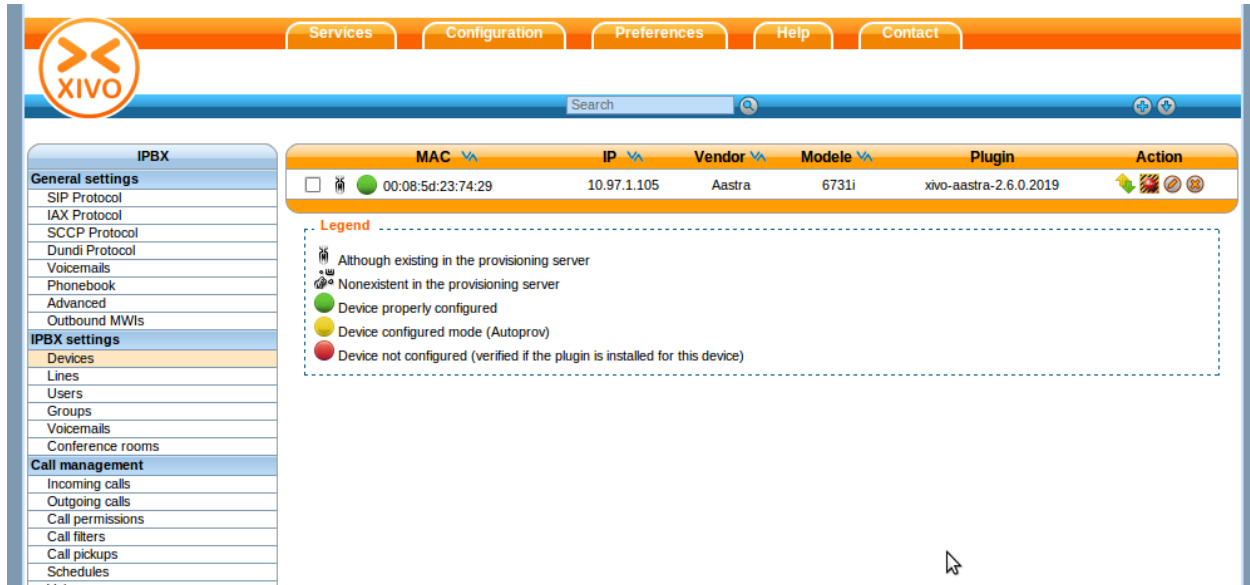 Services Configuration Preferences Help Contact
XIVO
Search
IPBX
General settings
SIP Protocol
IAX Protocol
SCCP Protocol
Dundi Protocol
Voicemails
Phonebook
Advanced
Outbound MWIs
IPBX settings
Devices
Lines
Users
Groups
Voicemails
Conference rooms
Call management
Incoming calls
Outgoing calls
Call permissions
Call filters
Call pickups
Schedules
MAC IP Vendor Modele Plugin Action
00:08:5d:23:74:29 10.97.1.105 Aastra 6731i xivo-aastra-2.6.0.2019
Legend
Although existing in the provisioning server
Nonexistent in the provisioning server
Device properly configured
Device configured mode (Autoprov)
Device not configured (verified if the plugin is installed for this device)